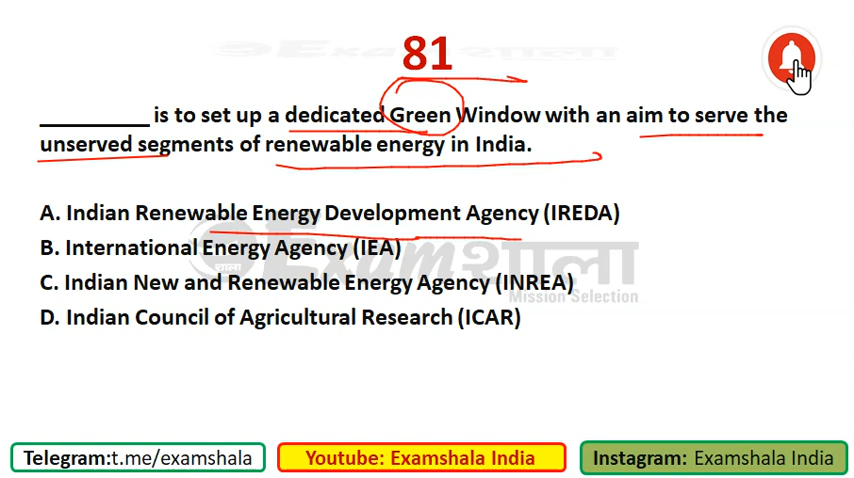 81
_________ is to set up a dedicated Green Window with an aim to serve the
unserved segments of renewable energy in India.
A. Indian Renewable Energy Development Agency (IREDA)
B. International Energy Agency (IEA)
C. Indian New and Renewable Energy Agency (INREA)
D. Indian Council of Agricultural Research (ICAR)
शाला Examशाला
Mission Selection
Telegram:t.me/examshala
Youtube: Examshala India
Instagram: Examshala India